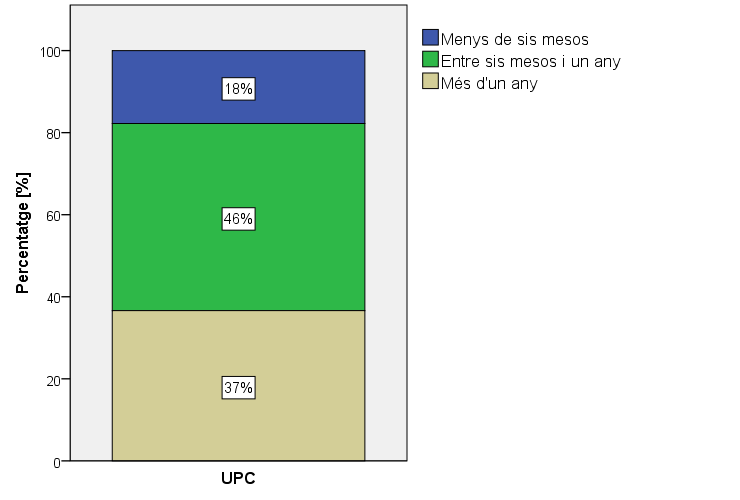 Menys de sis mesos
Entre sis mesos i un any
Més d'un any
Percentatge [%]
100
80
60
40
20
0
18%
46%
37%
UPC